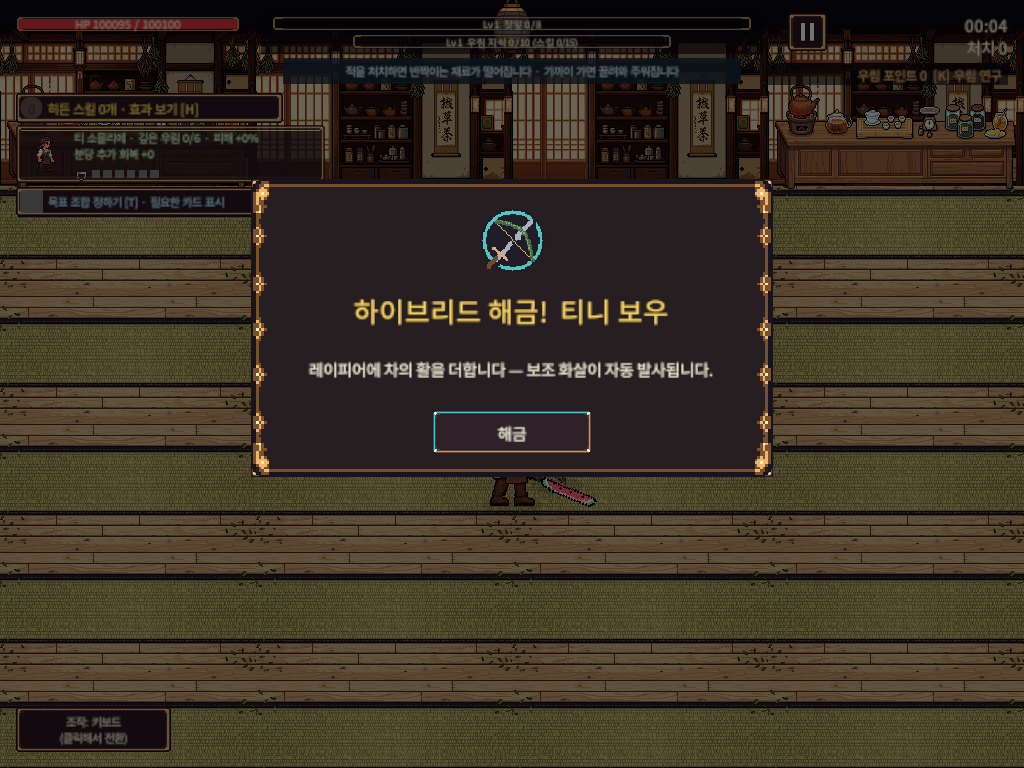 HP 100095 / 100100
Lv1 찻잎 0/8
Lv1 우림 지식 0/10 (스킬 0/15)
00:04
처치 0
적을 처치하면 반짝이는 재료가 떨어집니다 · 가까이 가면 끌려와 주워집니다
우림 포인트 0 [K] 우림 연구
히든 스킬 0개 · 효과 보기 [H]
티 소믈리에 · 깊은 우림 0/6 · 피해 +0%
분당 추가 회복 +0
목표 조합 정하기 [T] · 필요한 카드 표시
하이브리드 해금! 티니 보우
레이피어에 차의 활을 더합니다 — 보조 화살이 자동 발사됩니다.
해금
조작: 키보드
(클릭해서 전환)